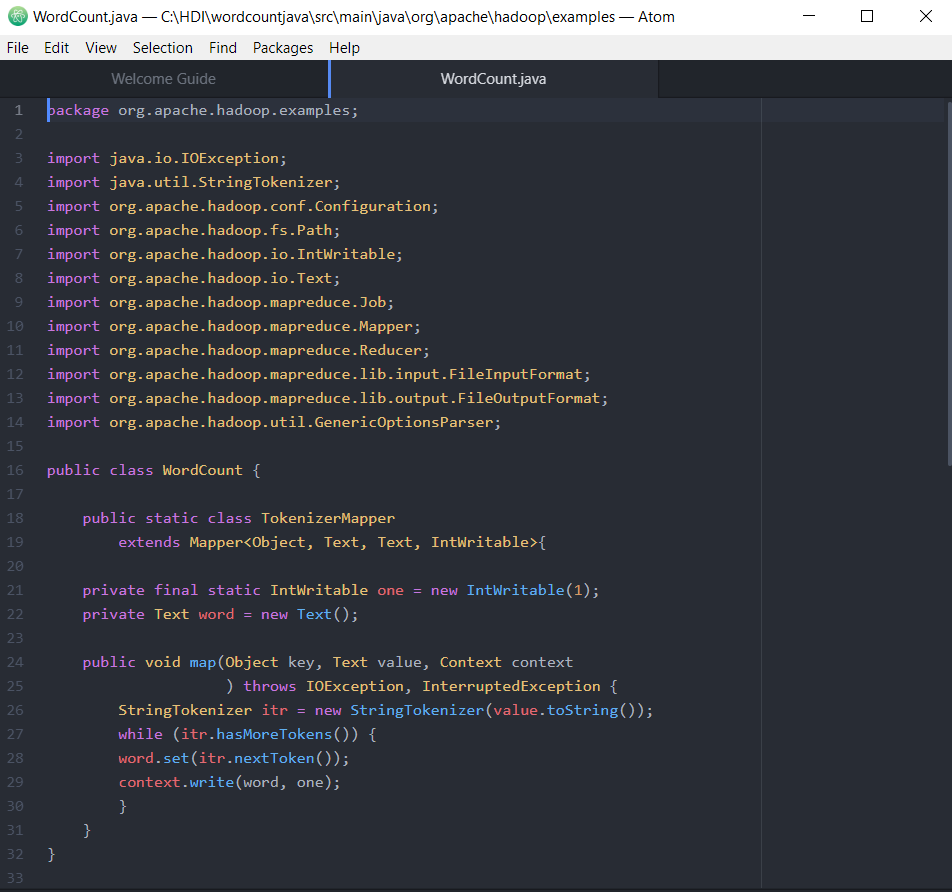 WordCount.java — C:\HDI\wordcountjava\src\main\java\org\apache\hadoop\examples — Atom
File Edit View Selection Find Packages Help
Welcome Guide WordCount.java
1 package org.apache.hadoop.examples;
2
3 import java.io.IOException;
4 import java.util.StringTokenizer;
5 import org.apache.hadoop.conf.Configuration;
6 import org.apache.hadoop.fs.Path;
7 import org.apache.hadoop.io.IntWritable;
8 import org.apache.hadoop.io.Text;
9 import org.apache.hadoop.mapreduce.Job;
10 import org.apache.hadoop.mapreduce.Mapper;
11 import org.apache.hadoop.mapreduce.Reducer;
12 import org.apache.hadoop.mapreduce.lib.input.FileInputFormat;
13 import org.apache.hadoop.mapreduce.lib.output.FileOutputFormat;
14 import org.apache.hadoop.util.GenericOptionsParser;
15
16 public class WordCount {
17
18     public static class TokenizerMapper
19         extends Mapper<Object, Text, Text, IntWritable>{
20
21     private final static IntWritable one = new IntWritable(1);
22     private Text word = new Text();
23
24     public void map(Object key, Text value, Context context
25                     ) throws IOException, InterruptedException {
26         StringTokenizer itr = new StringTokenizer(value.toString());
27         while (itr.hasMoreTokens()) {
28         word.set(itr.nextToken());
29         context.write(word, one);
30         }
31     }
32 }
33